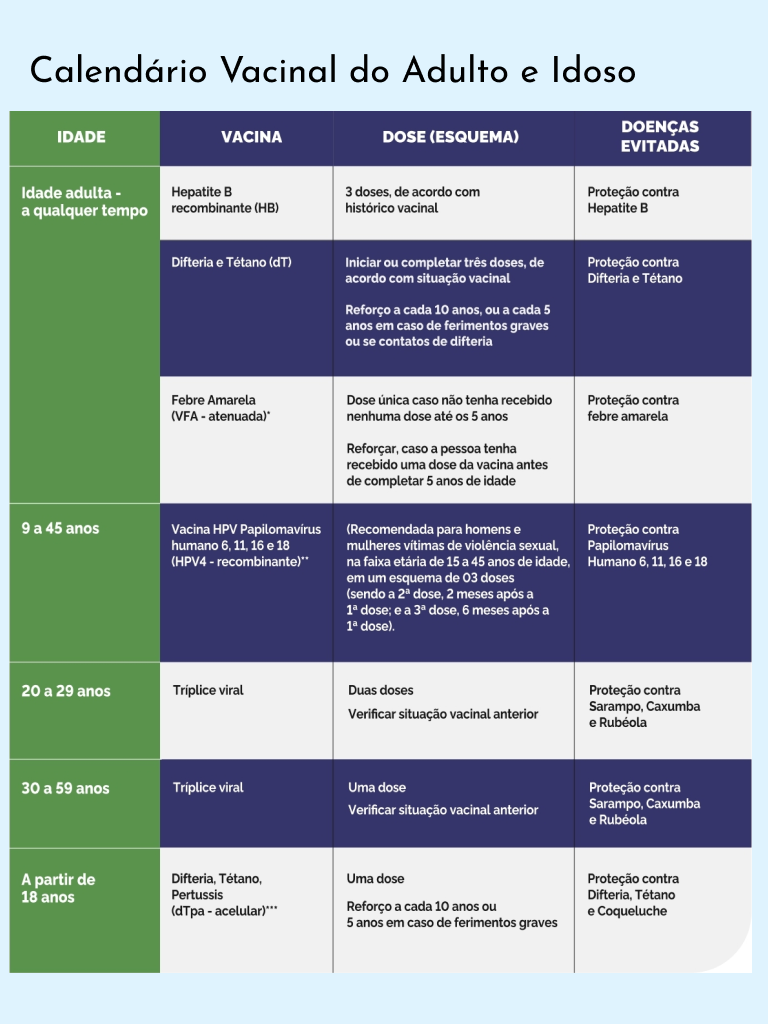 Calendário Vacinal do Adulto e Idoso
IDADE
VACINA
DOSE (ESQUEMA)
DOENÇAS
EVITADAS
Idade adulta -
a qualquer tempo
Hepatite B
recombinante (HB)
3 doses, de acordo com
histórico vacinal
Proteção contra
Hepatite B
Difteria e Tétano (dT)
Iniciar ou completar três doses, de
acordo com situação vacinal
Reforço a cada 10 anos, ou a cada 5
anos em caso de ferimentos graves
ou se contatos de difteria
Proteção contra
Difteria e Tétano
Febre Amarela
(VFA - atenuada)*
Dose única caso não tenha recebido
nenhuma dose até os 5 anos
Reforçar, caso a pessoa tenha
recebido uma dose da vacina antes
de completar 5 anos de idade
Proteção contra
febre amarela
9 a 45 anos
Vacina HPV Papilomavírus
humano 6, 11, 16 e 18
(HPV4 - recombinante)**
(Recomendada para homens e
mulheres vítimas de violência sexual,
na faixa etária de 15 a 45 anos de idade,
em um esquema de 03 doses
(sendo a 2ª dose, 2 meses após a
1ª dose; e a 3ª dose, 6 meses após a
1ª dose).
Proteção contra
Papilomavírus
Humano 6, 11, 16 e 18
20 a 29 anos
Tríplice viral
Duas doses
Verificar situação vacinal anterior
Proteção contra
Sarampo, Caxumba
e Rubéola
30 a 59 anos
Tríplice viral
Uma dose
Verificar situação vacinal anterior
Proteção contra
Sarampo, Caxumba
e Rubéola
A partir de
18 anos
Difteria, Tétano,
Pertussis
(dTpa - acelular)***
Uma dose
Reforço a cada 10 anos ou
5 anos em caso de ferimentos graves
Proteção contra
Difteria, Tétano
e Coqueluche